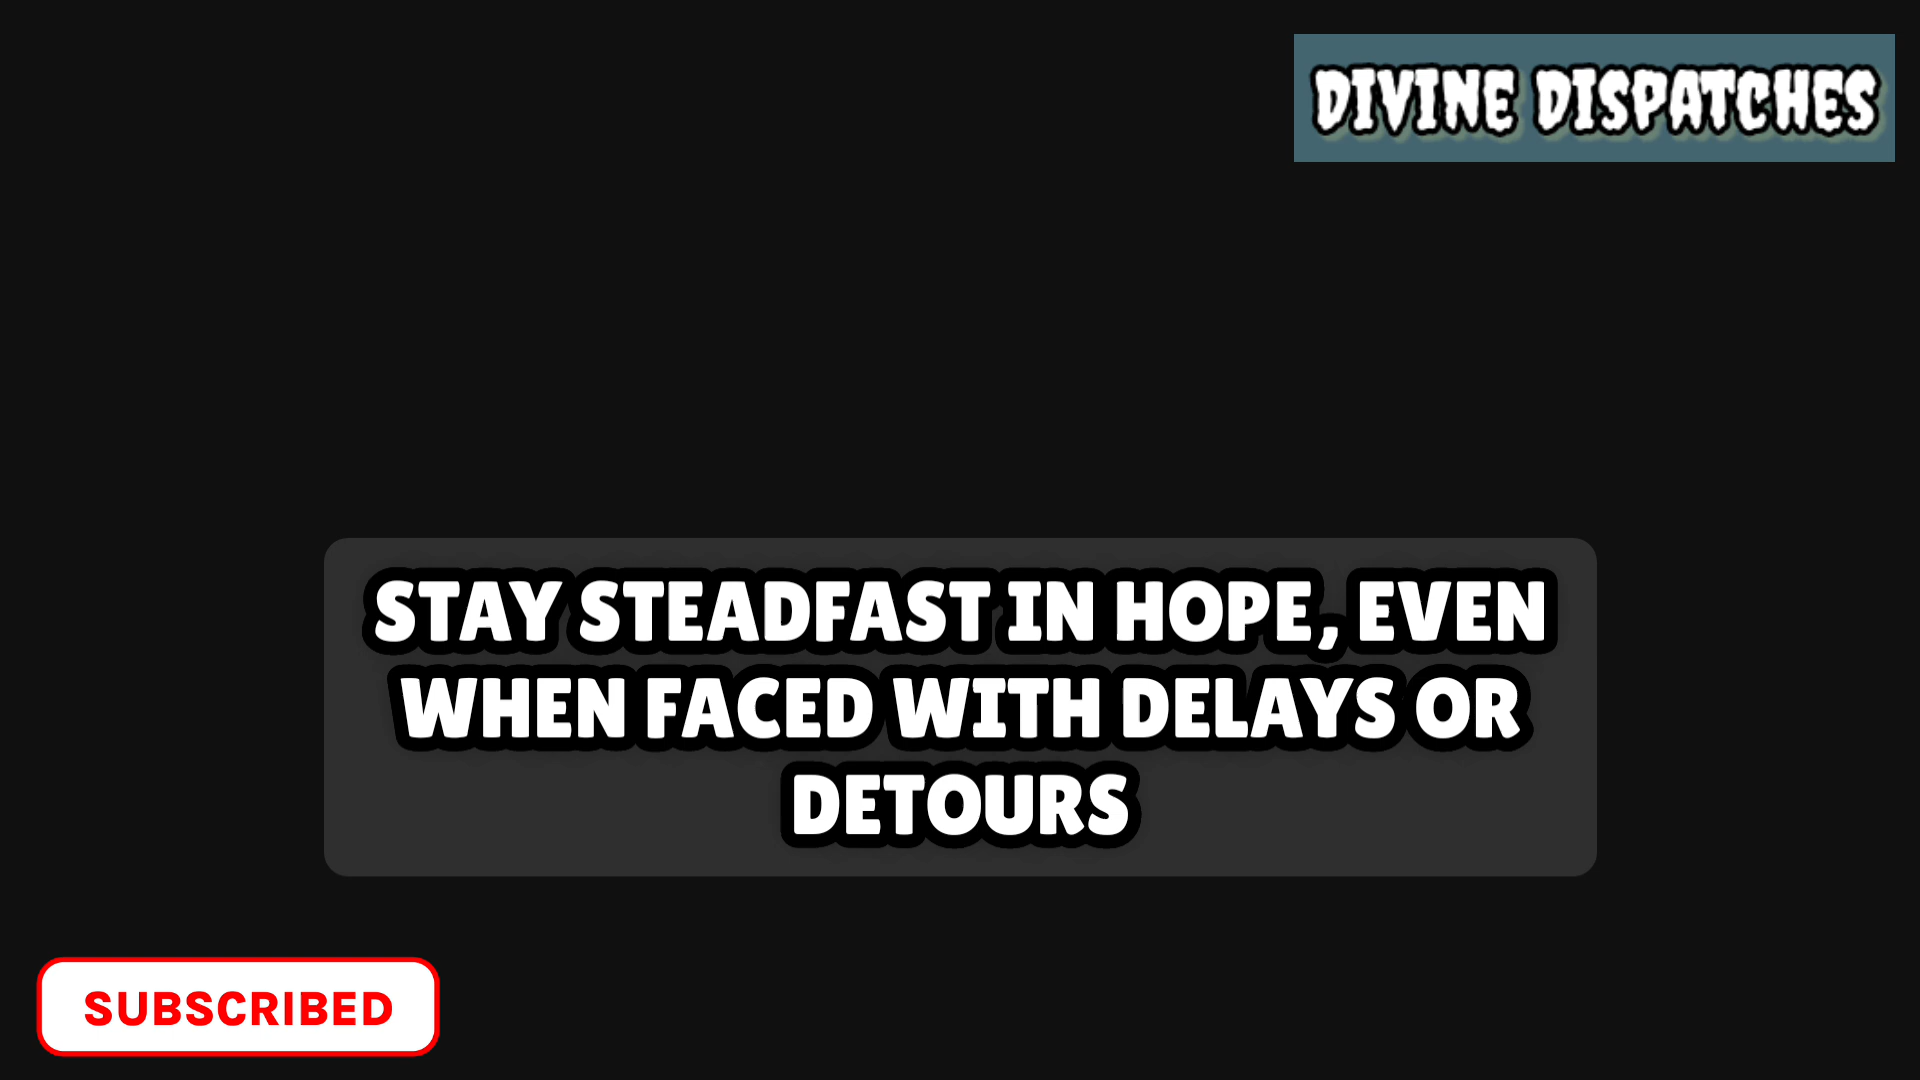 DIVINE DISPATCHES
STAY STEADFAST IN HOPE, EVEN
WHEN FACED WITH DELAYS OR
DETOURS
SUBSCRIBED